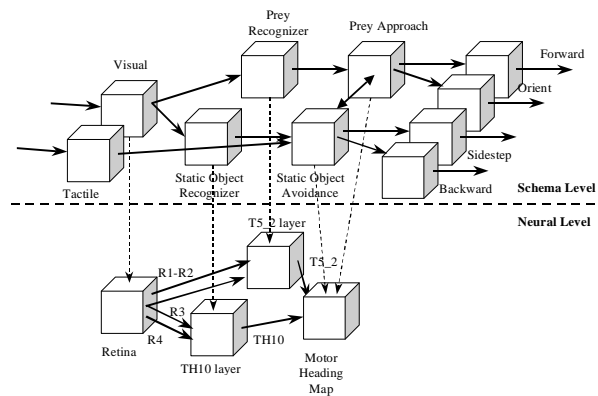 Prey
Recognizer
Prey Approach
Visual
Forward
Orient
Tactile
Static Object
Recognizer
Static Object
Avoidance
Sidestep
Backward
Schema Level
Neural Level
T5_2 layer
R1-R2
T5_2
R3
R4
TH10
Retina
TH10 layer
Motor
Heading
Map